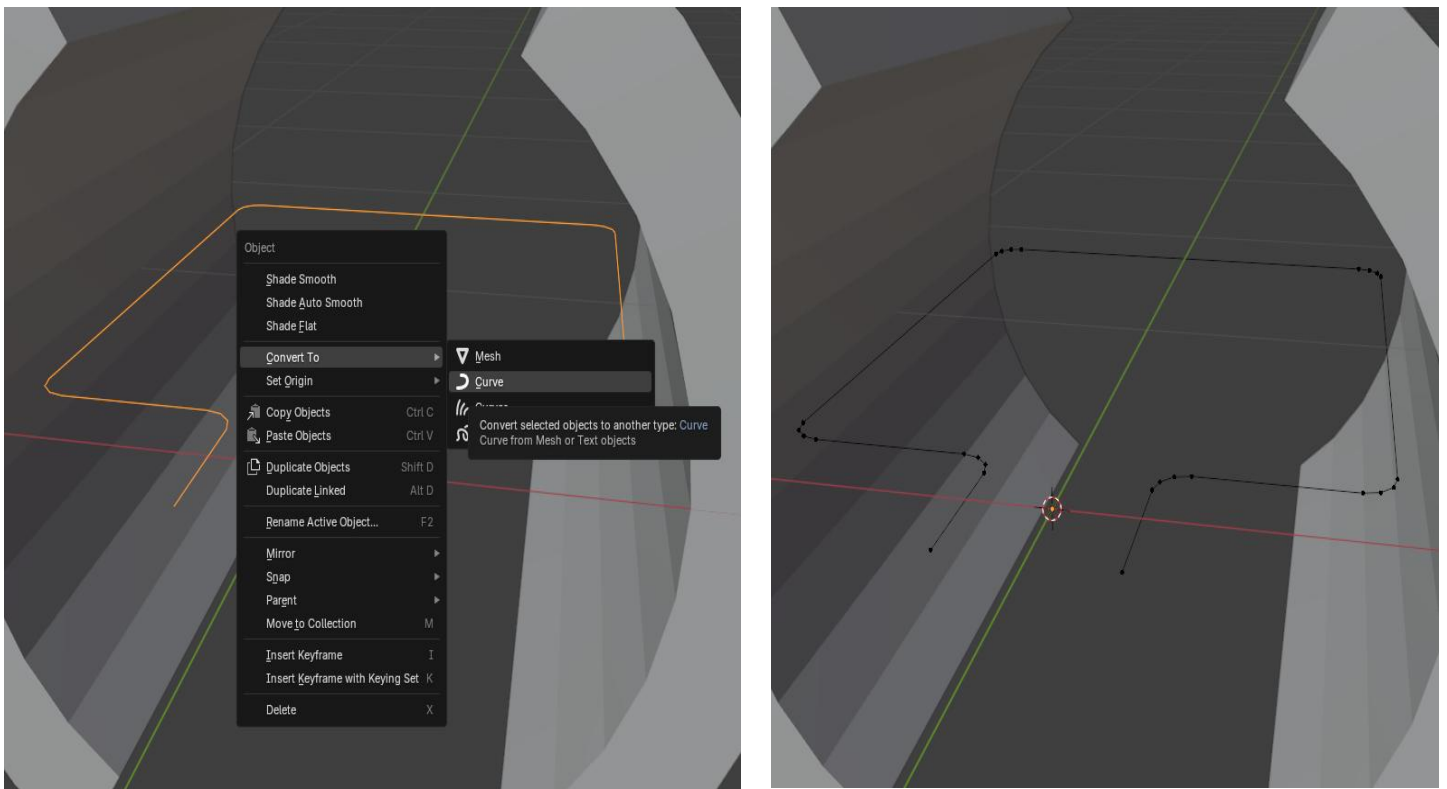 Object
Shade Smooth
Shade Auto Smooth
Shade Flat
Convert To
Mesh
Set Origin
Curve
Copy Objects Ctrl C
Convert selected objects to another type: Curve
Curve from Mesh or Text objects
Paste Objects Ctrl V
Duplicate Objects Shift D
Duplicate Linked Alt D
Rename Active Object... F2
Mirror
Snap
Parent
Move to Collection M
Insert Keyframe I
Insert Keyframe with Keying Set K
Delete X